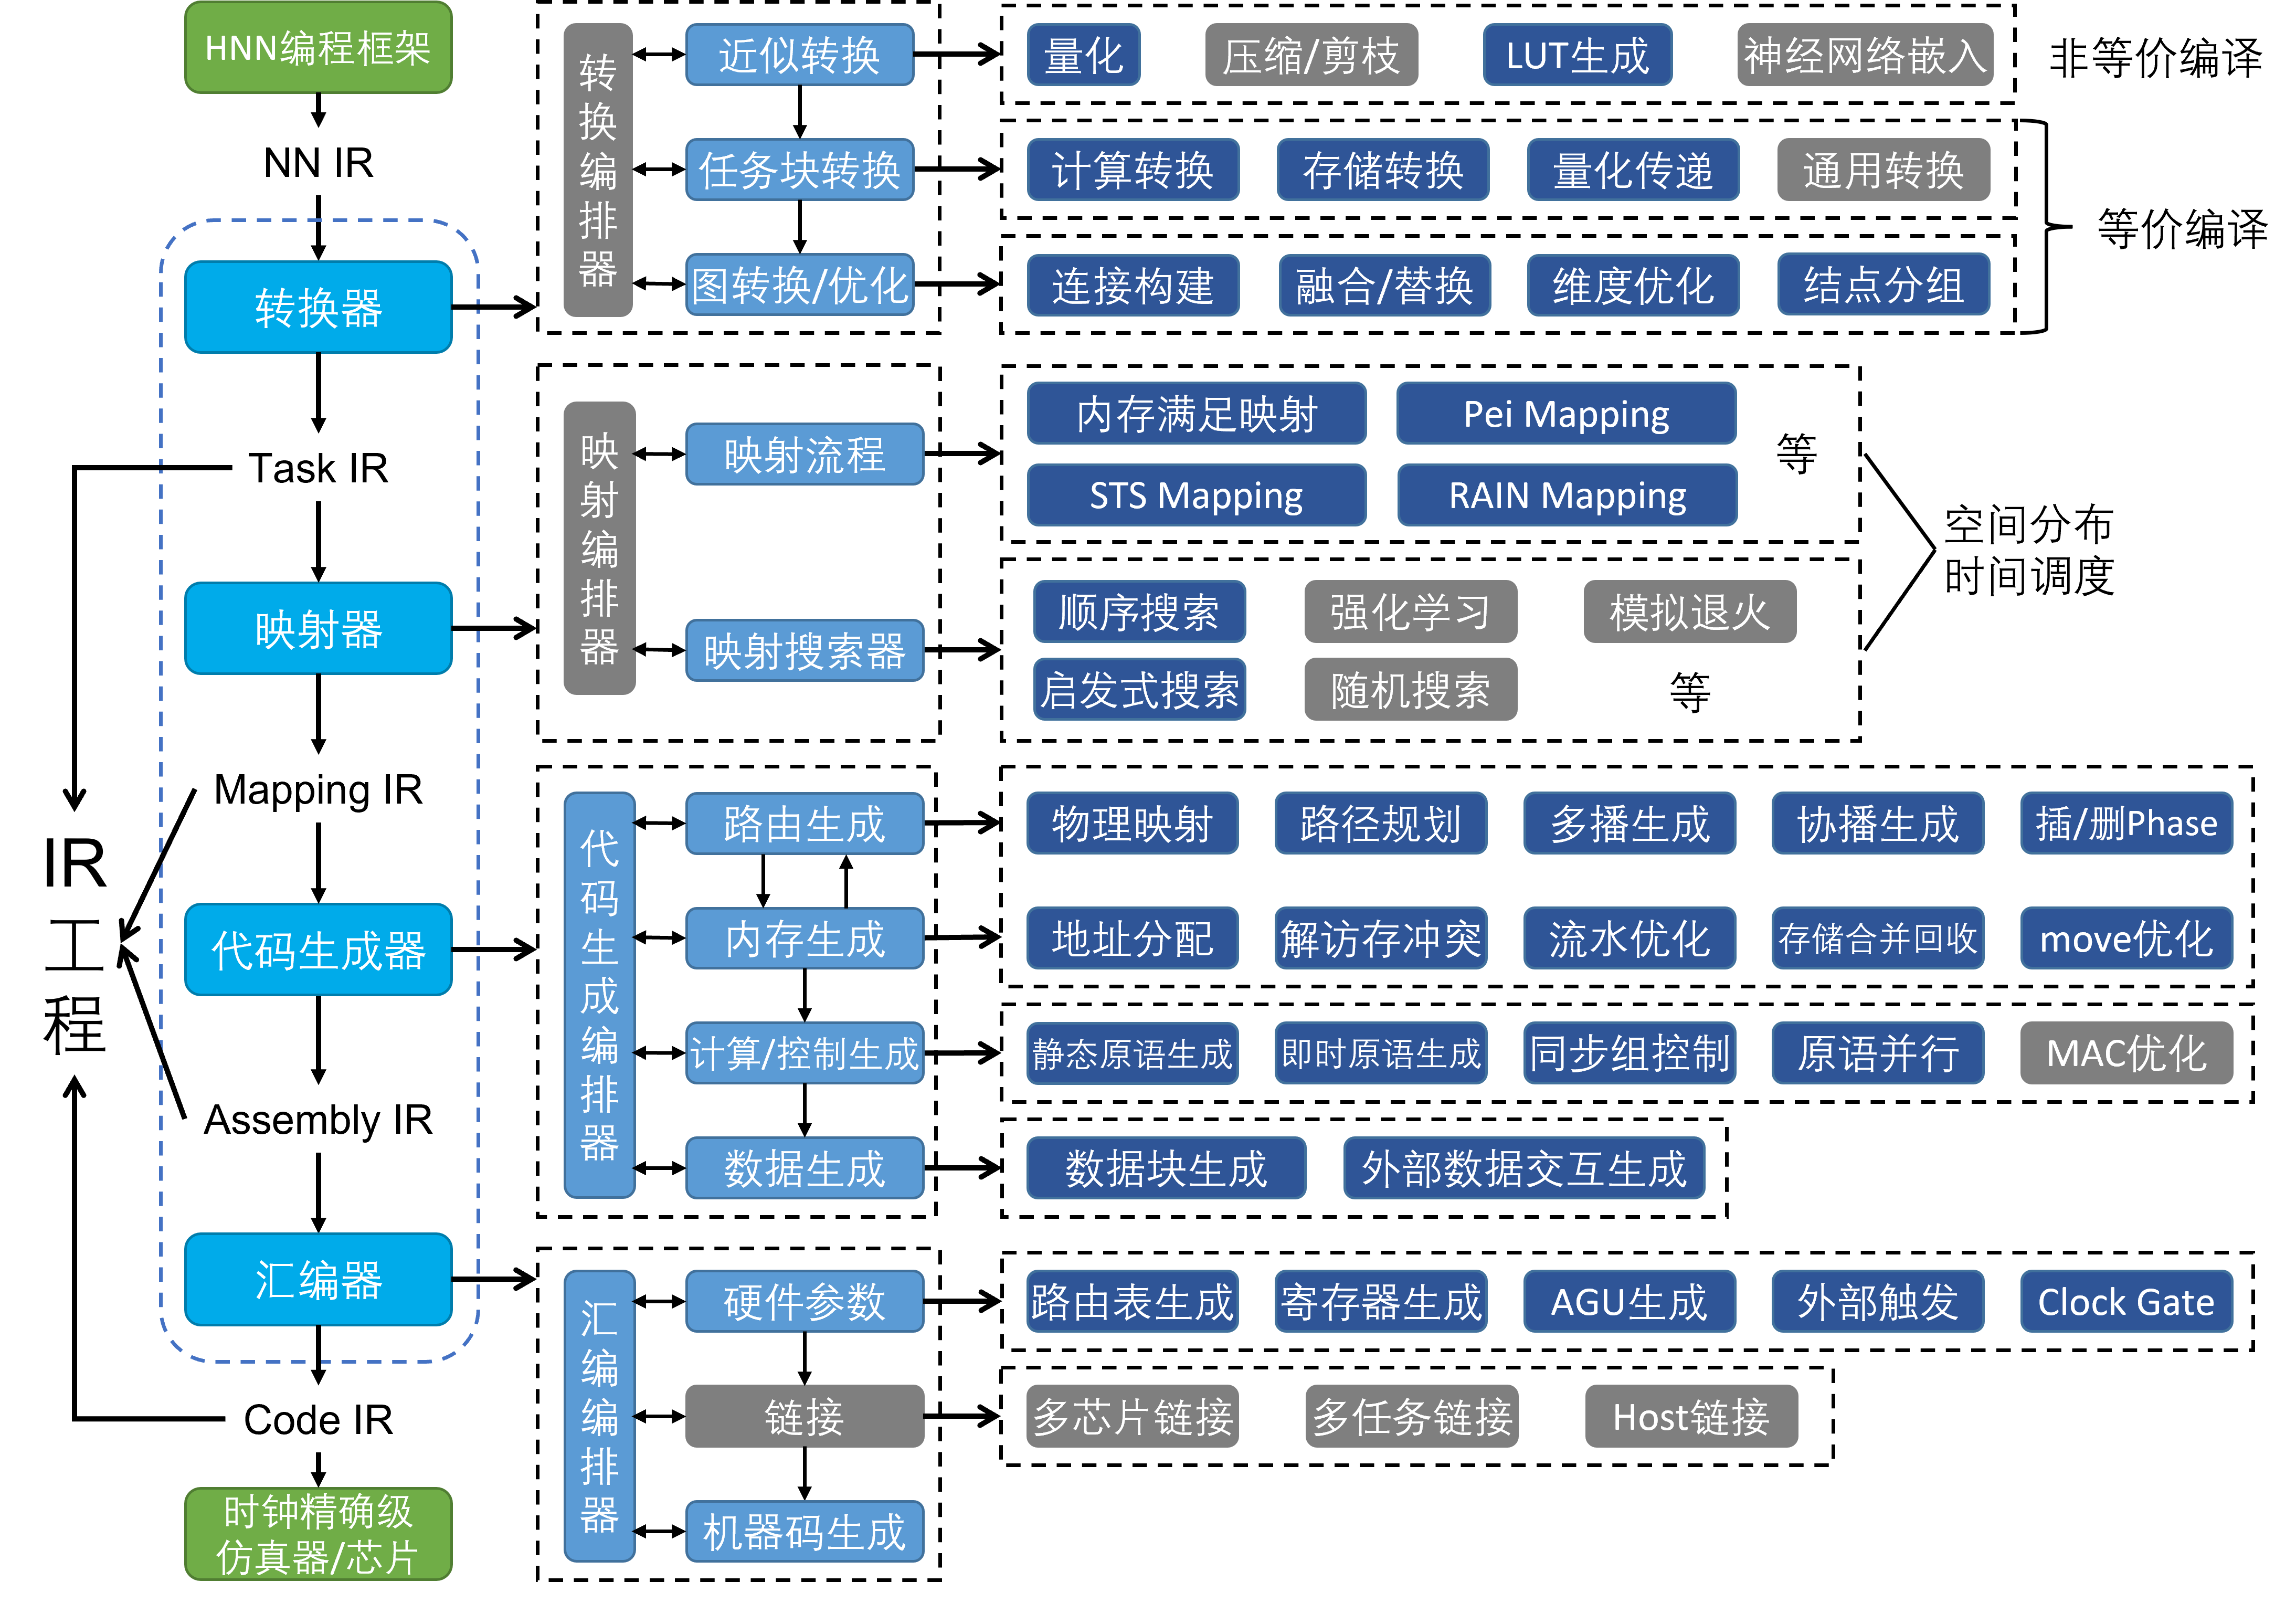 HNN编程框架
NN IR
转换器
Task IR
映射器
Mapping IR
代码生成器
Assembly IR
汇编器
Code IR
时钟精确级
仿真器/芯片
IR
工
程
转换编排器
近似转换
任务块转换
图转换/优化
量化
压缩/剪枝
LUT生成
神经网络嵌入
非等价编译
计算转换
存储转换
量化传递
通用转换
连接构建
融合/替换
维度优化
结点分组
等价编译
映射编排器
映射流程
映射搜索器
内存满足映射
Pei Mapping
STS Mapping
RAIN Mapping
等
顺序搜索
强化学习
模拟退火
启发式搜索
随机搜索
等
空间分布
时间调度
代码生成编排器
路由生成
内存生成
计算/控制生成
数据生成
物理映射
路径规划
多播生成
协播生成
插/删Phase
地址分配
解访存冲突
流水优化
存储合并回收
move优化
静态原语生成
即时原语生成
同步组控制
原语并行
MAC优化
数据块生成
外部数据交互生成
汇编编排器
硬件参数
链接
机器码生成
路由表生成
寄存器生成
AGU生成
外部触发
Clock Gate
多芯片链接
多任务链接
Host链接